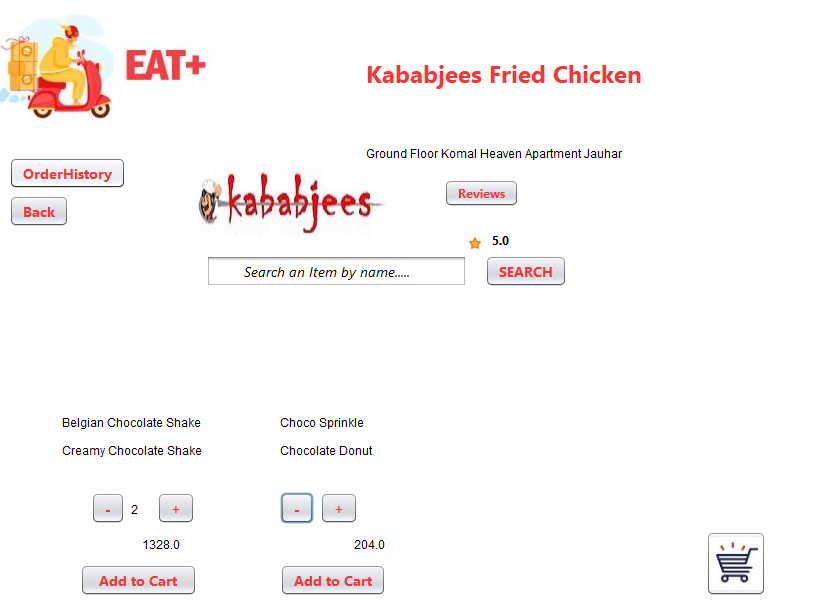 EAT+
Kababjees Fried Chicken
Ground Floor Komal Heaven Apartment Jauhar
OrderHistory
Back
kababjees
Reviews
5.0
Search an Item by name.....
SEARCH
Belgian Chocolate Shake
Choco Sprinkle
Creamy Chocolate Shake
Chocolate Donut
- 2 +
- +
1328.0
204.0
Add to Cart
Add to Cart